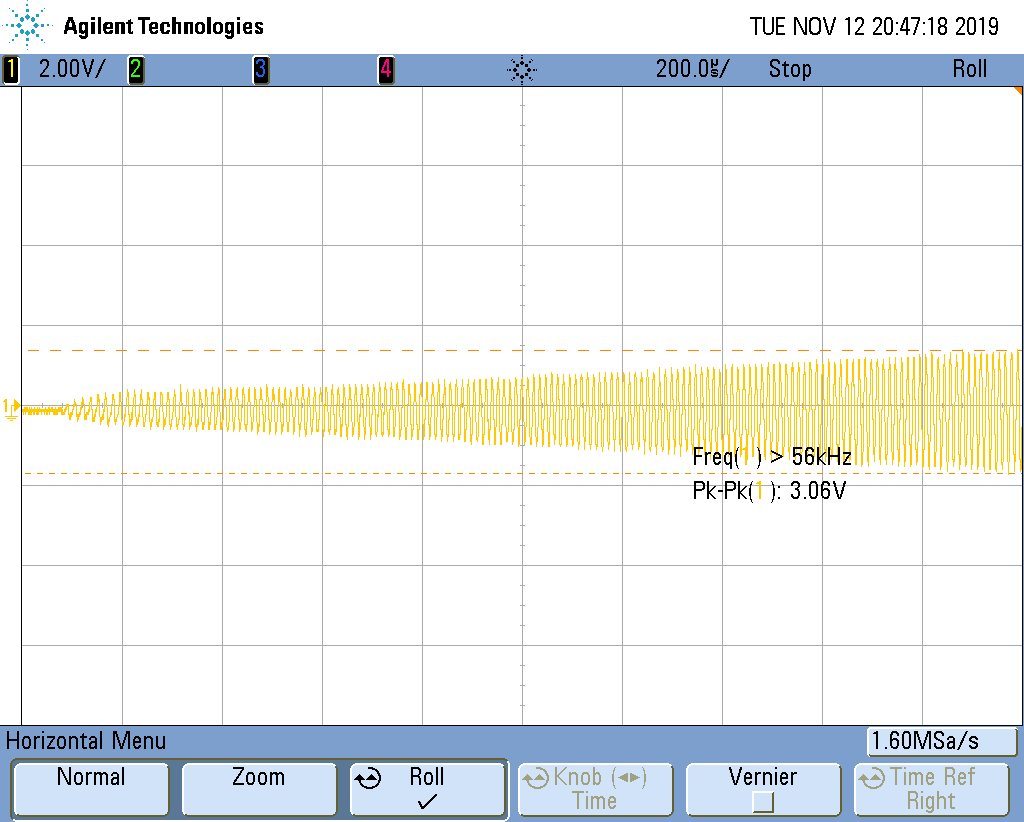 Agilent Technologies
TUE NOV 12 20:47:18 2019
1 2.00V/ 2 3 4 200.0µs/ Stop Roll
1
Freq(1) > 56kHz
Pk-Pk(1): 3.06V
Horizontal Menu
1.60MSa/s
Normal
Zoom
Roll
Knob (◄►)
Time
Vernier
Time Ref
Right